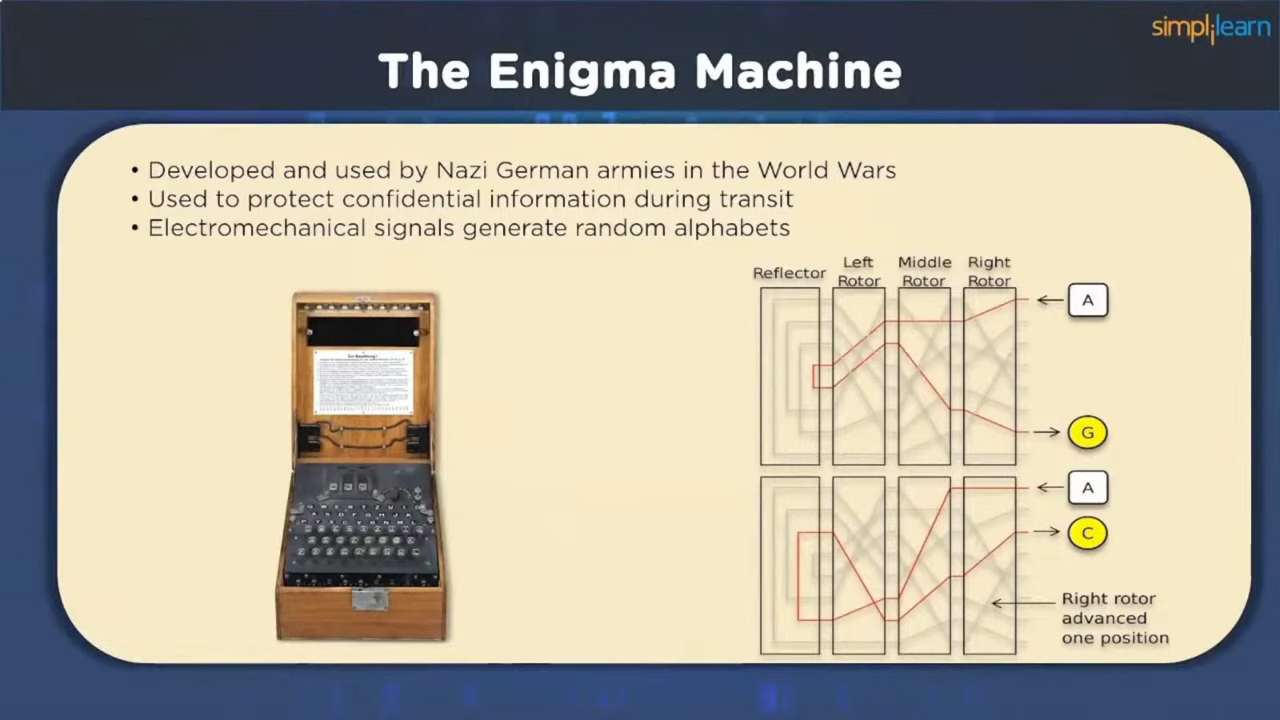 simplilearn
The Enigma Machine
• Developed and used by Nazi German armies in the World Wars
• Used to protect confidential information during transit
• Electromechanical signals generate random alphabets
Reflector
Left
Rotor
Middle
Rotor
Right
Rotor
A
G
A
C
Right rotor
advanced
one position